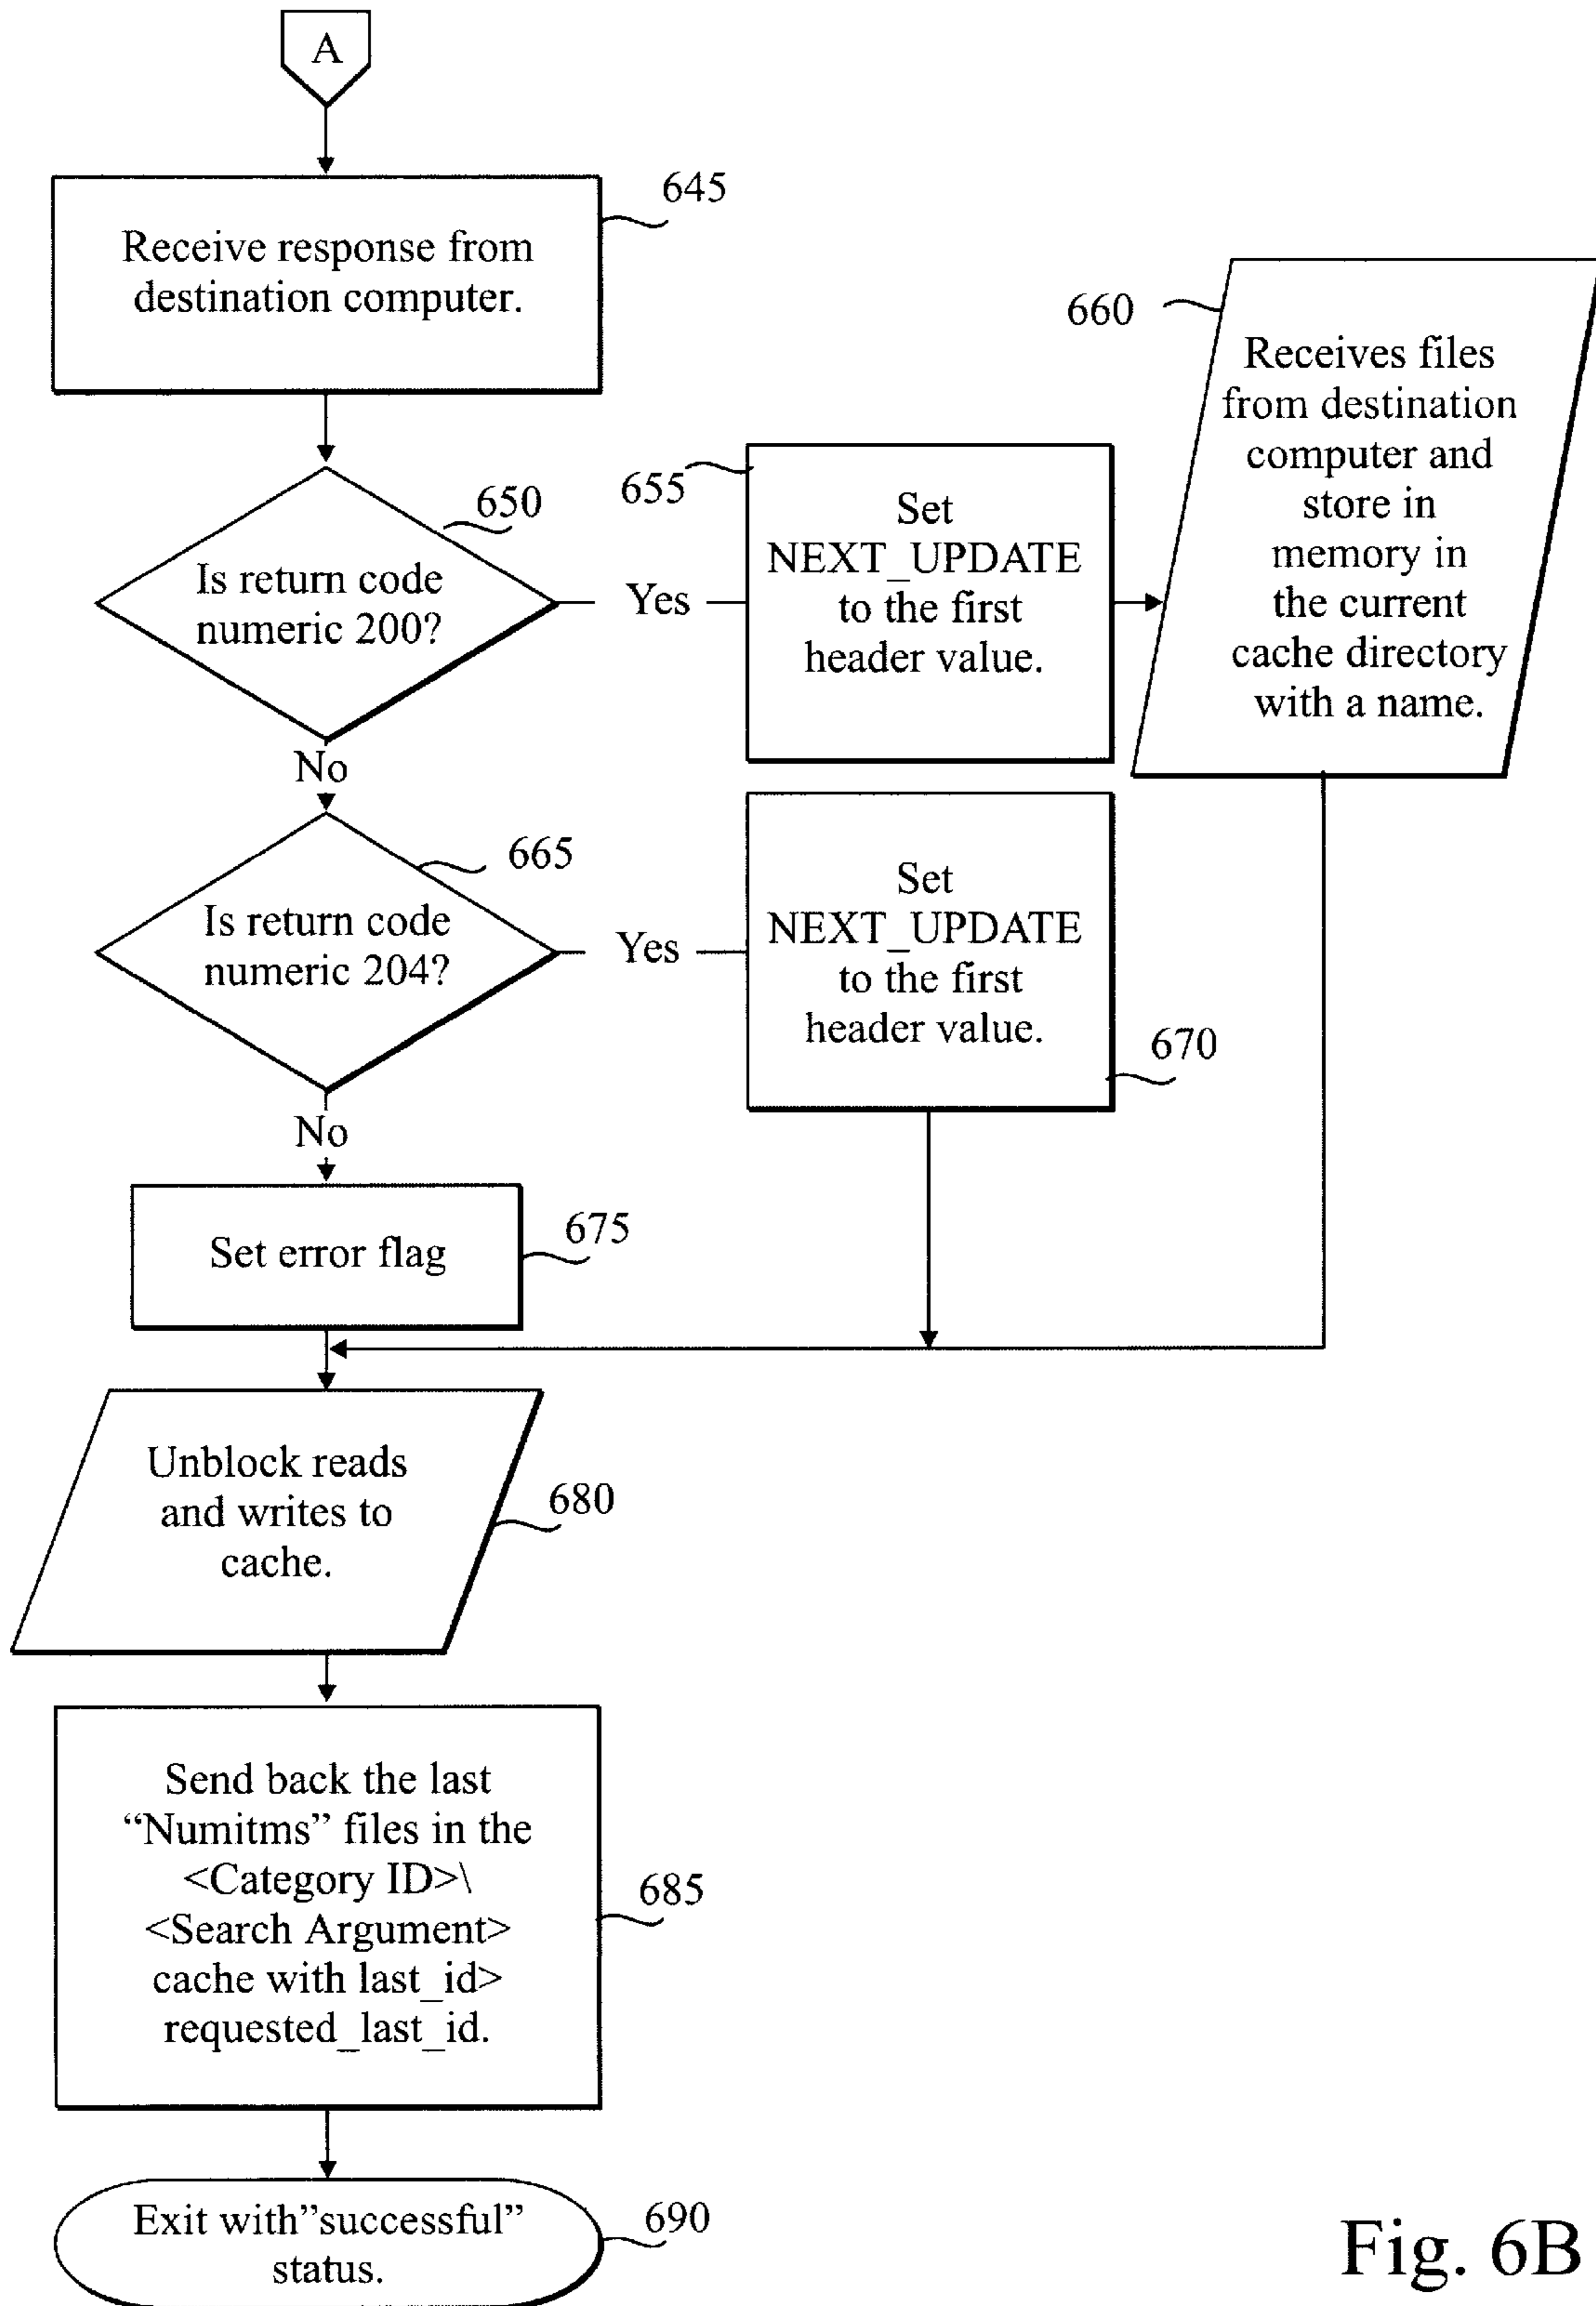 A
645
Receive response from
destination computer.
660
Receives files
from destination
computer and
store in
memory in
the current
cache directory
with a name.
650
Is return code
numeric 200?
Yes
655
Set
NEXT_UPDATE
to the first
header value.
No
665
Is return code
numeric 204?
Yes
Set
NEXT_UPDATE
to the first
header value.
670
No
Set error flag
675
Unblock reads
and writes to
cache.
680
Send back the last
“Numitms” files in the
<Category ID>\
<Search Argument>
cache with last_id>
requested_last_id.
685
Exit with”successful”
status.
690
Fig. 6B